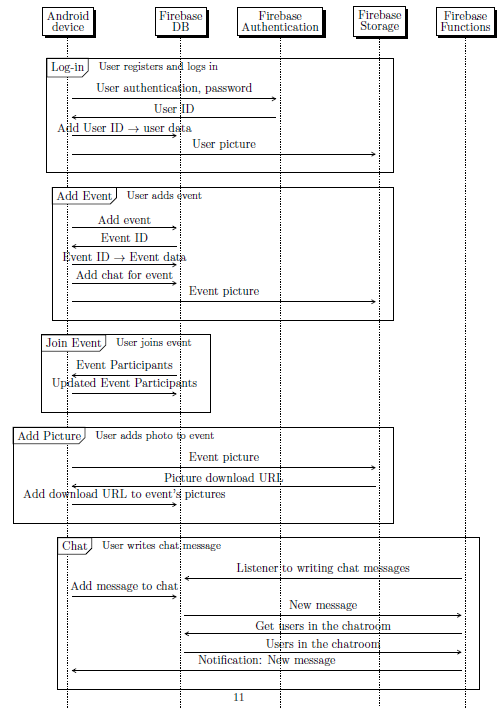 Android
device
Firebase
DB
Firebase
Authentication
Firebase
Storage
Firebase
Functions
Log-in
User registers and logs in
User authentication, password
User ID
Add User ID → user data
User picture
Add Event
User adds event
Add event
Event ID
Event ID → Event data
Add chat for event
Event picture
Join Event
User joins event
Event Participants
Updated Event Participants
Add Picture
User adds photo to event
Event picture
Picture download URL
Add download URL to event's pictures
Chat
User writes chat message
Listener to writing chat messages
Add message to chat
New message
Get users in the chatroom
Users in the chatroom
Notification: New message
11